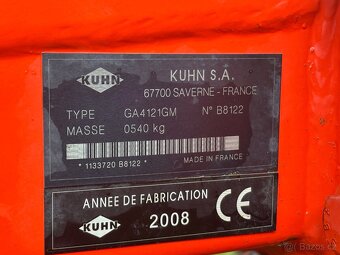 KUHN
KUHN S.A.
67700 SAVERNE - FRANCE
TYPE GA4121GM N° B8122
MASSE 0540 kg
* 1133720 B8122 *
MADE IN FRANCE
ANNEE DE FABRICATION
KUHN
2008
CE